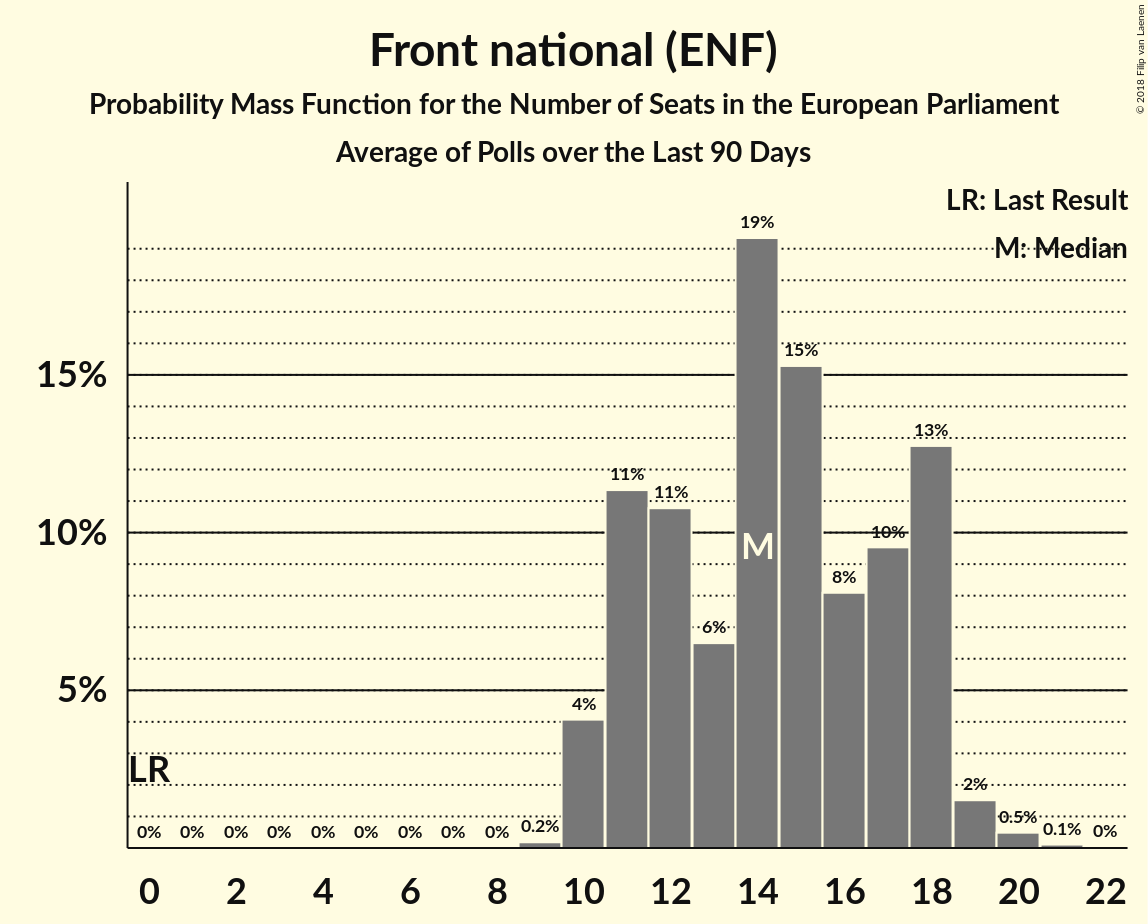 Front national (ENF)
Probability Mass Function for the Number of Seats in the European Parliament
Average of Polls over the Last 90 Days
© 2018 Filip van Laenen
LR: Last Result
M: Median
19%
15%
15%
13%
11%
11%
10%
10%
M
8%
6%
5%
4%
LR
2%
0% 0% 0% 0% 0% 0% 0% 0% 0% 0.2% 0.5% 0.1% 0%
0 2 4 6 8 10 12 14 16 18 20 22